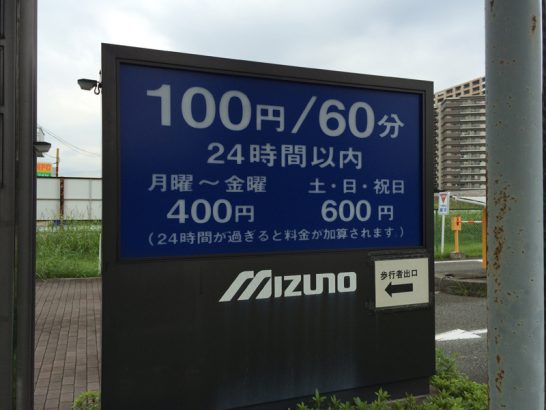 100円/60分
24時間以内
月曜～金曜 土・日・祝日
400円 600円
(24時間が過ぎると料金が加算されます)
MIZUNO
歩行者出口